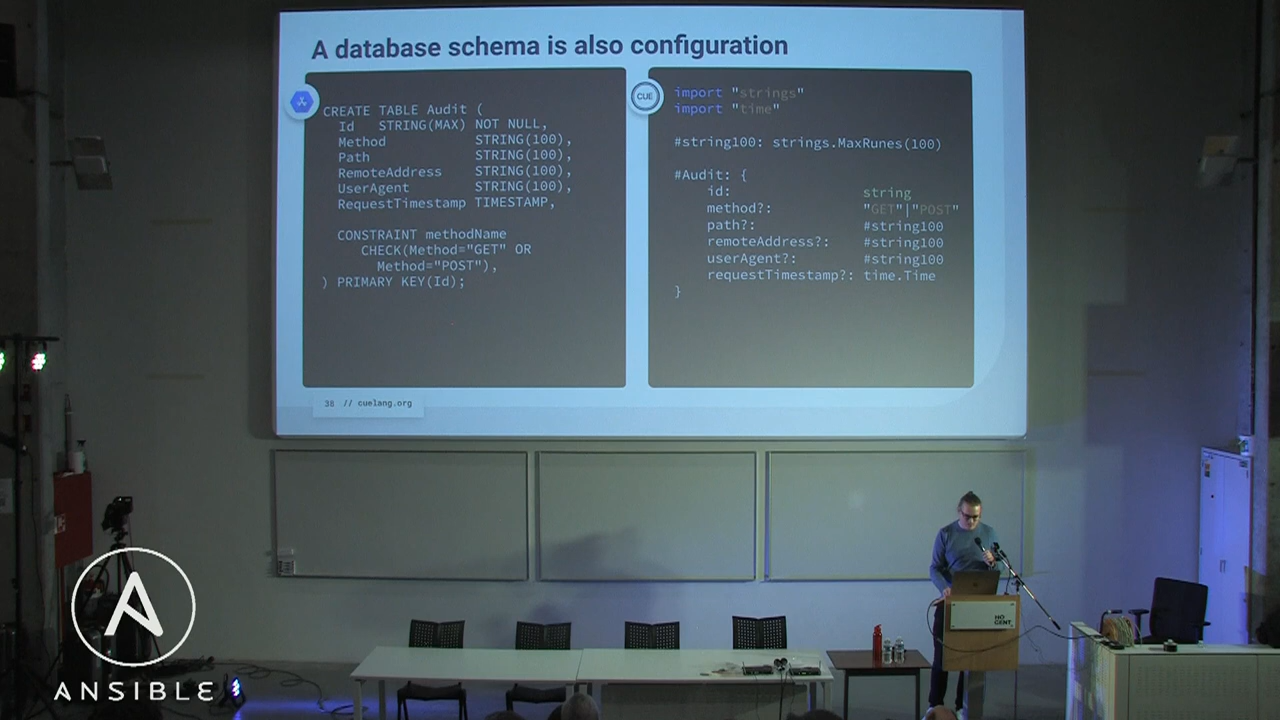 A database schema is also configuration
CREATE TABLE Audit (
Id STRING(MAX) NOT NULL,
Method STRING(100),
Path STRING(100),
RemoteAddress STRING(100),
UserAgent STRING(100),
RequestTimestamp TIMESTAMP,
CONSTRAINT methodName
CHECK(Method="GET" OR
Method="POST"),
) PRIMARY KEY(Id);
CUE
import "strings"
import "time"
#string100: strings.MaxRunes(100)
#Audit: {
id: string
method?: "GET"|"POST"
path?: #string100
remoteAddress?: #string100
userAgent?: #string100
requestTimestamp?: time.Time
}
38 // cuelang.org
HO
GENT
A
ANSIBLE